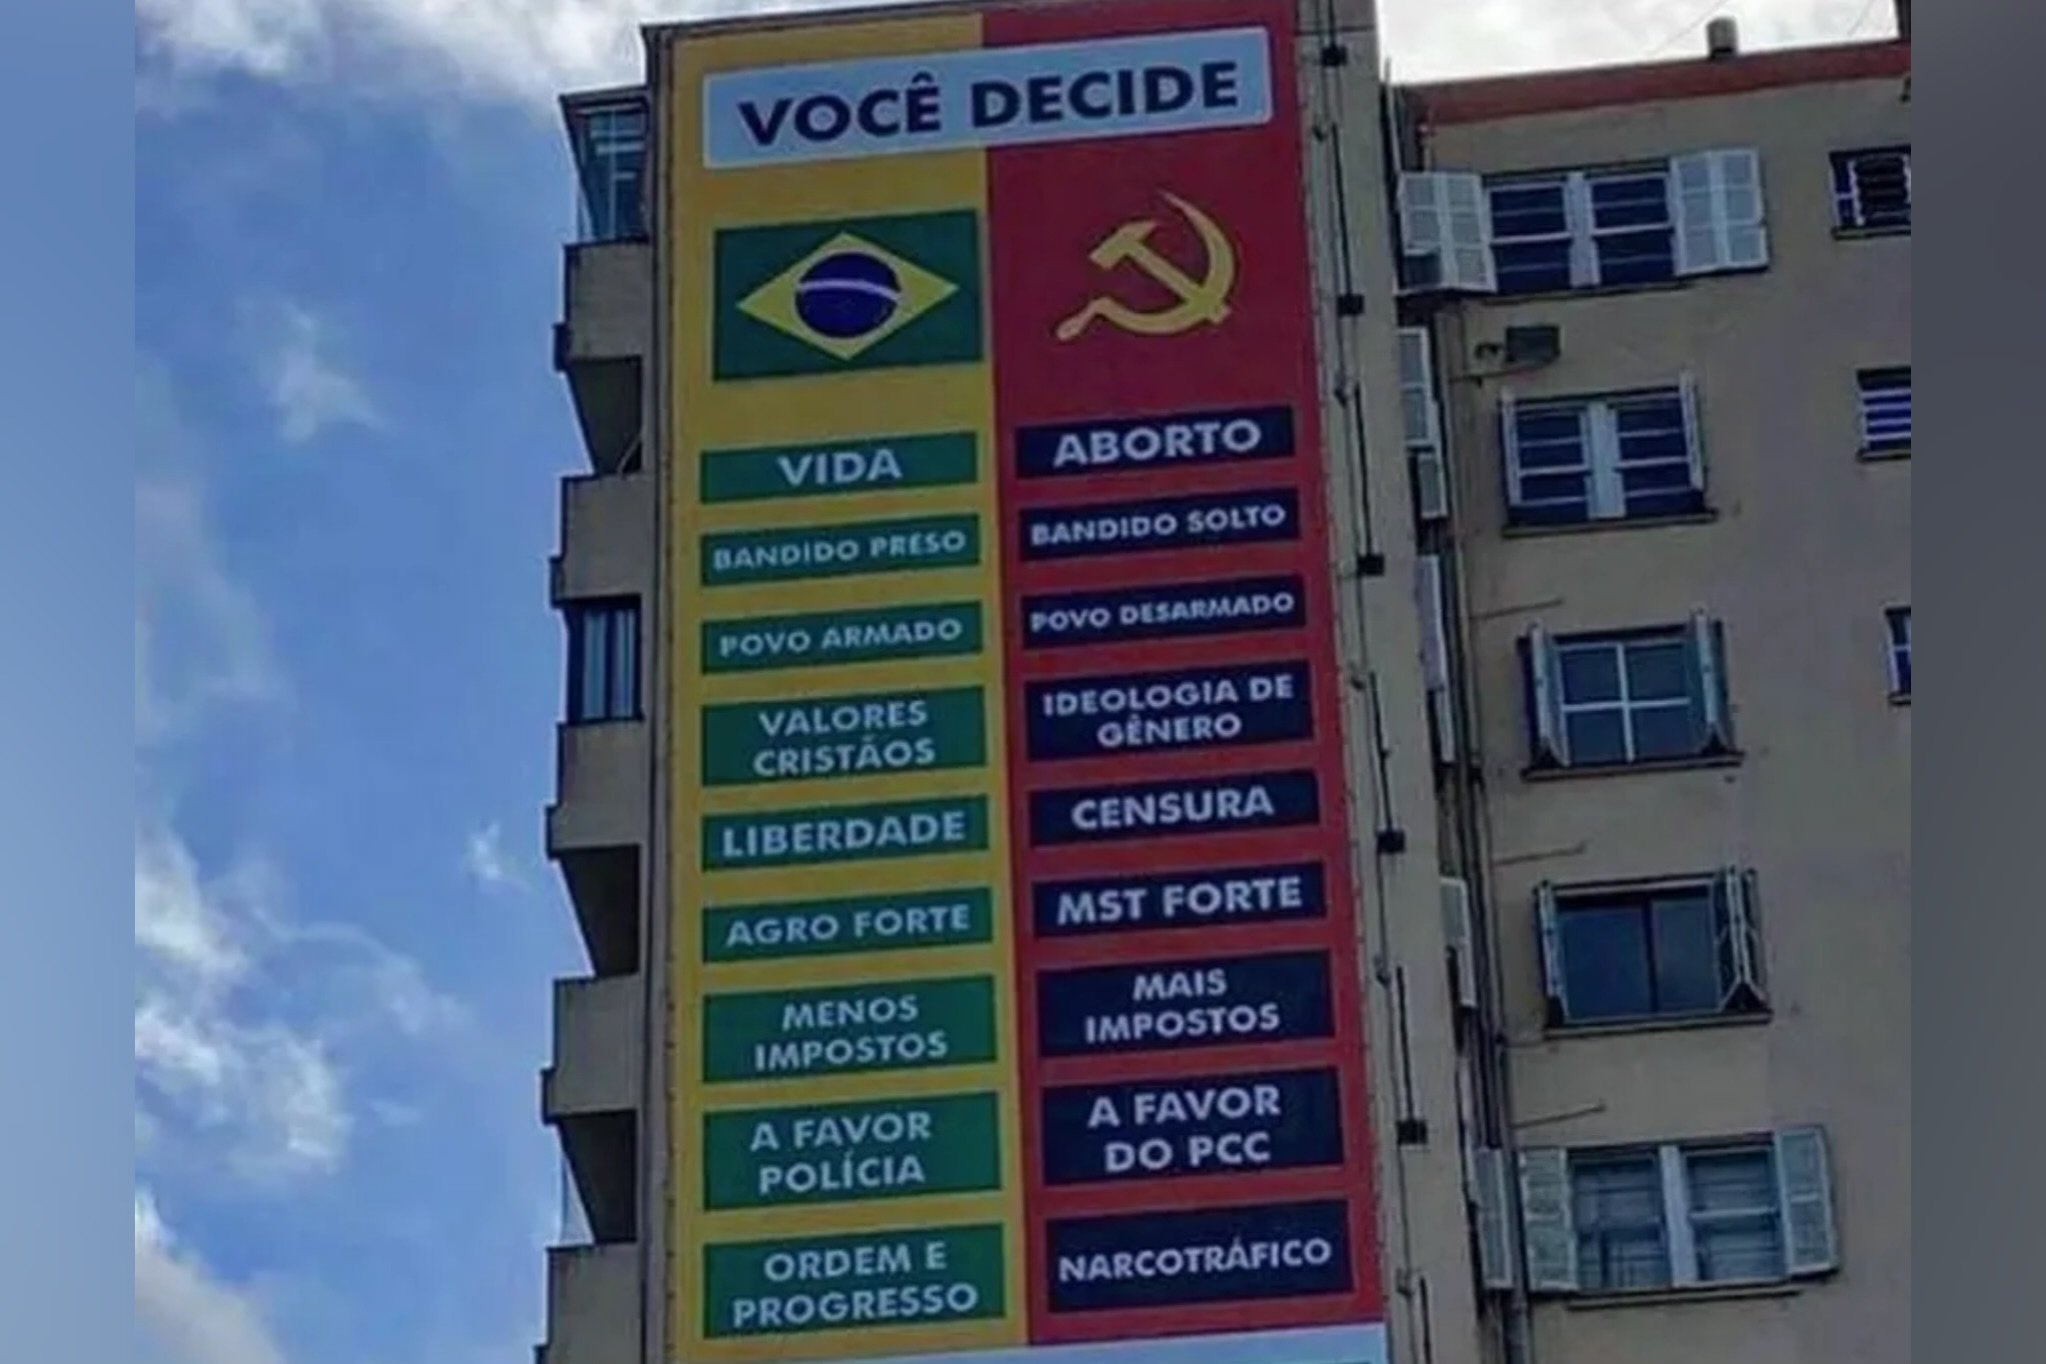 VOCÊ DECIDE
VIDA
BANDIDO PRESO
POVO ARMADO
VALORES
CRISTÃOS
LIBERDADE
AGRO FORTE
MENOS
IMPOSTOS
A FAVOR
POLÍCIA
ORDEM E
PROGRESSO
ABORTO
BANDIDO SOLTO
POVO DESARMADO
IDEOLOGIA DE
GÊNERO
CENSURA
MST FORTE
MAIS
IMPOSTOS
A FAVOR
DO PCC
NARCOTRÁFICO